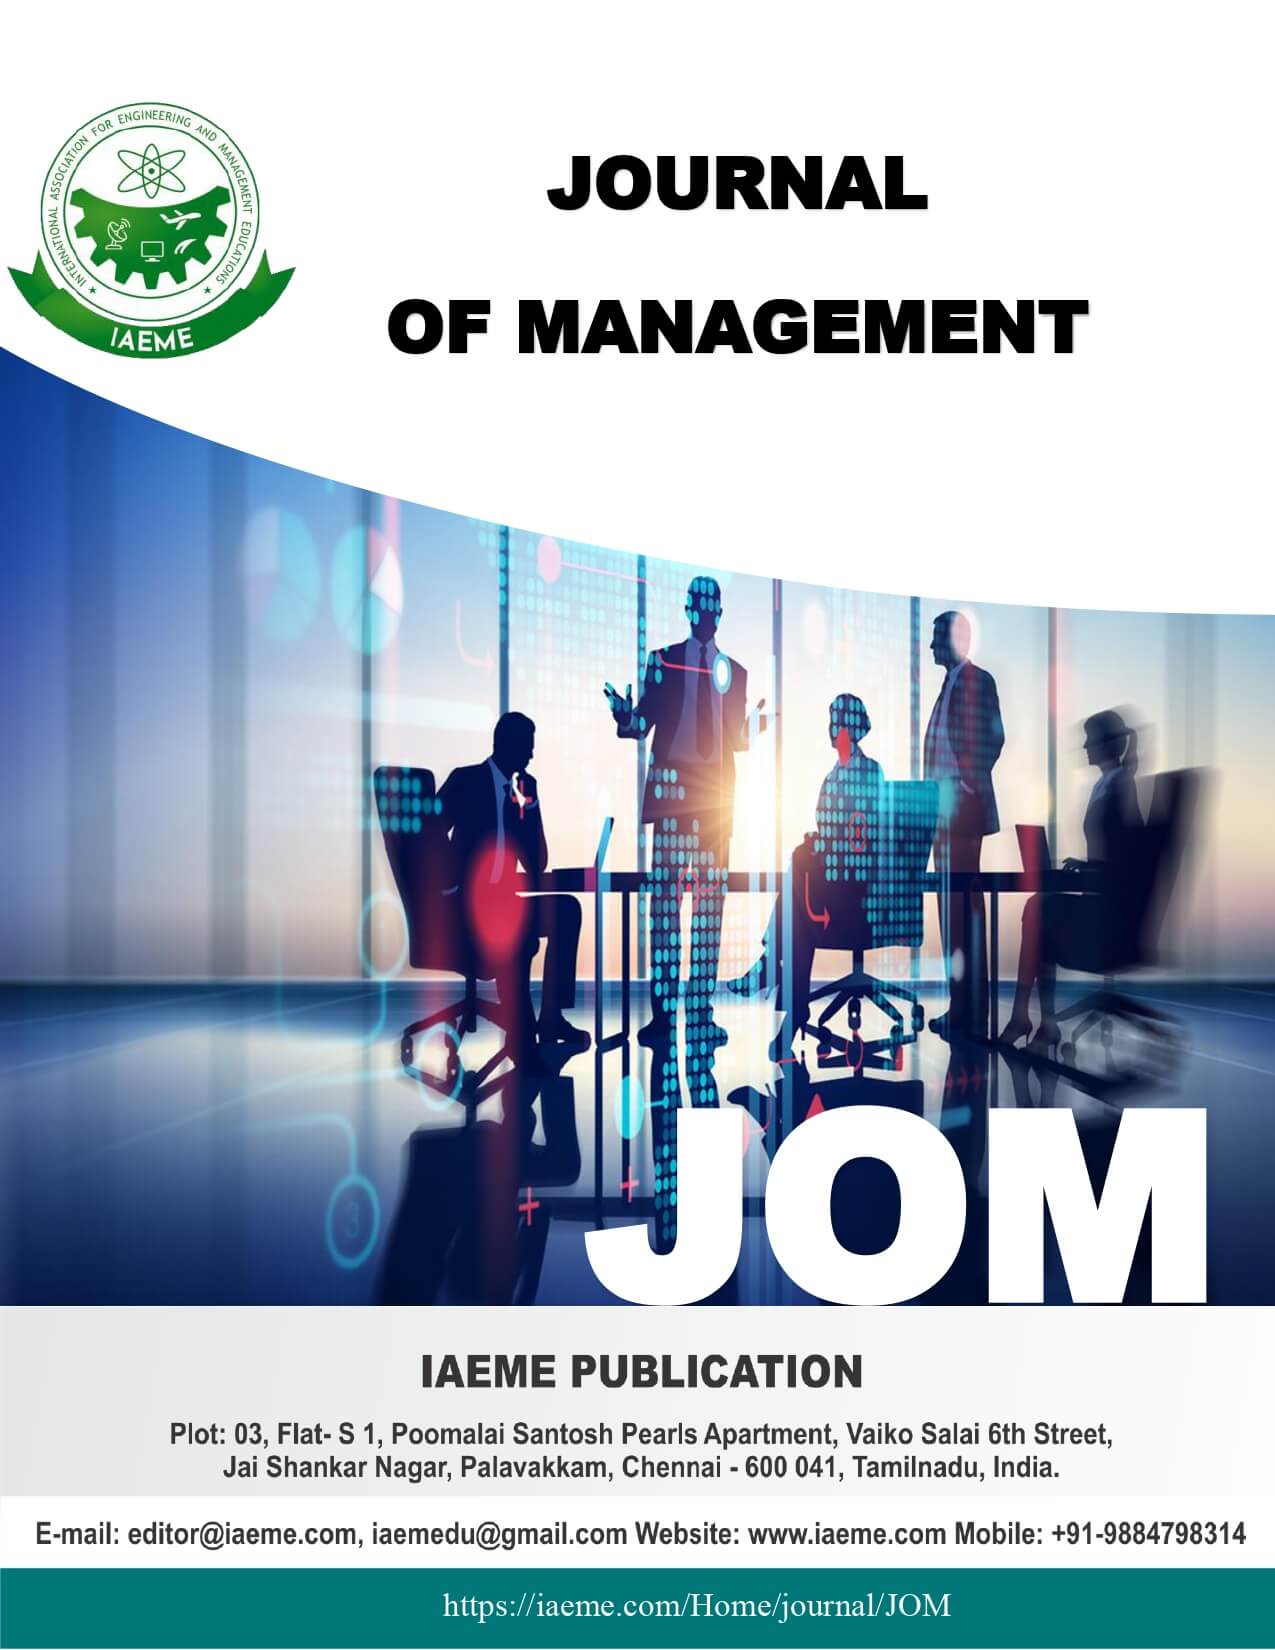 INTERNATIONAL ASSOCIATION FOR ENGINEERING AND MANAGEMENT EDUCATIONS
IAEME
JOURNAL
OF MANAGEMENT
3
JOM
IAEME PUBLICATION
Plot: 03, Flat- S 1, Poomalai Santosh Pearls Apartment, Vaiko Salai 6th Street,
Jai Shankar Nagar, Palavakkam, Chennai - 600 041, Tamilnadu, India.
E-mail: editor@iaeme.com, iaemedu@gmail.com Website: www.iaeme.com Mobile: +91-9884798314
https://iaeme.com/Home/journal/JOM